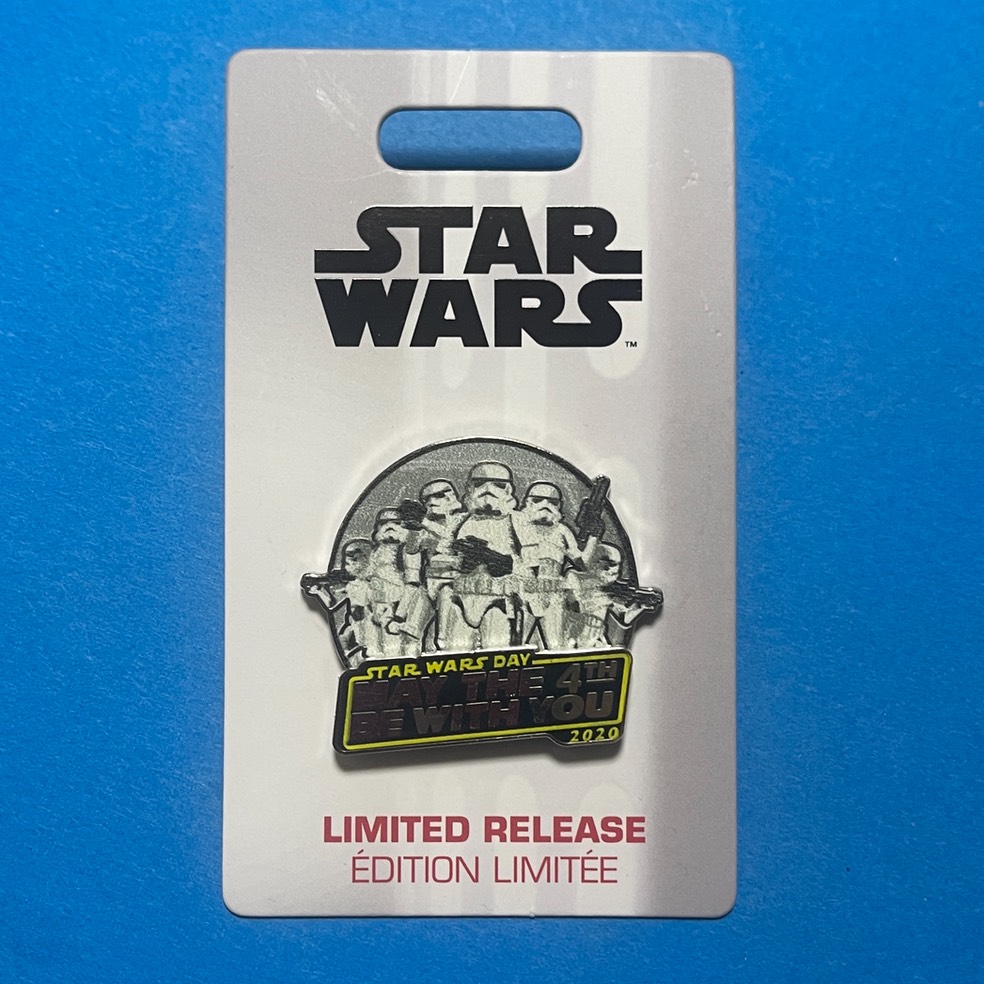 STAR
WARS
™
STAR WARS DAY
MAY THE 4TH
BE WITH YOU
2020
LIMITED RELEASE
ÉDITION LIMITÉE